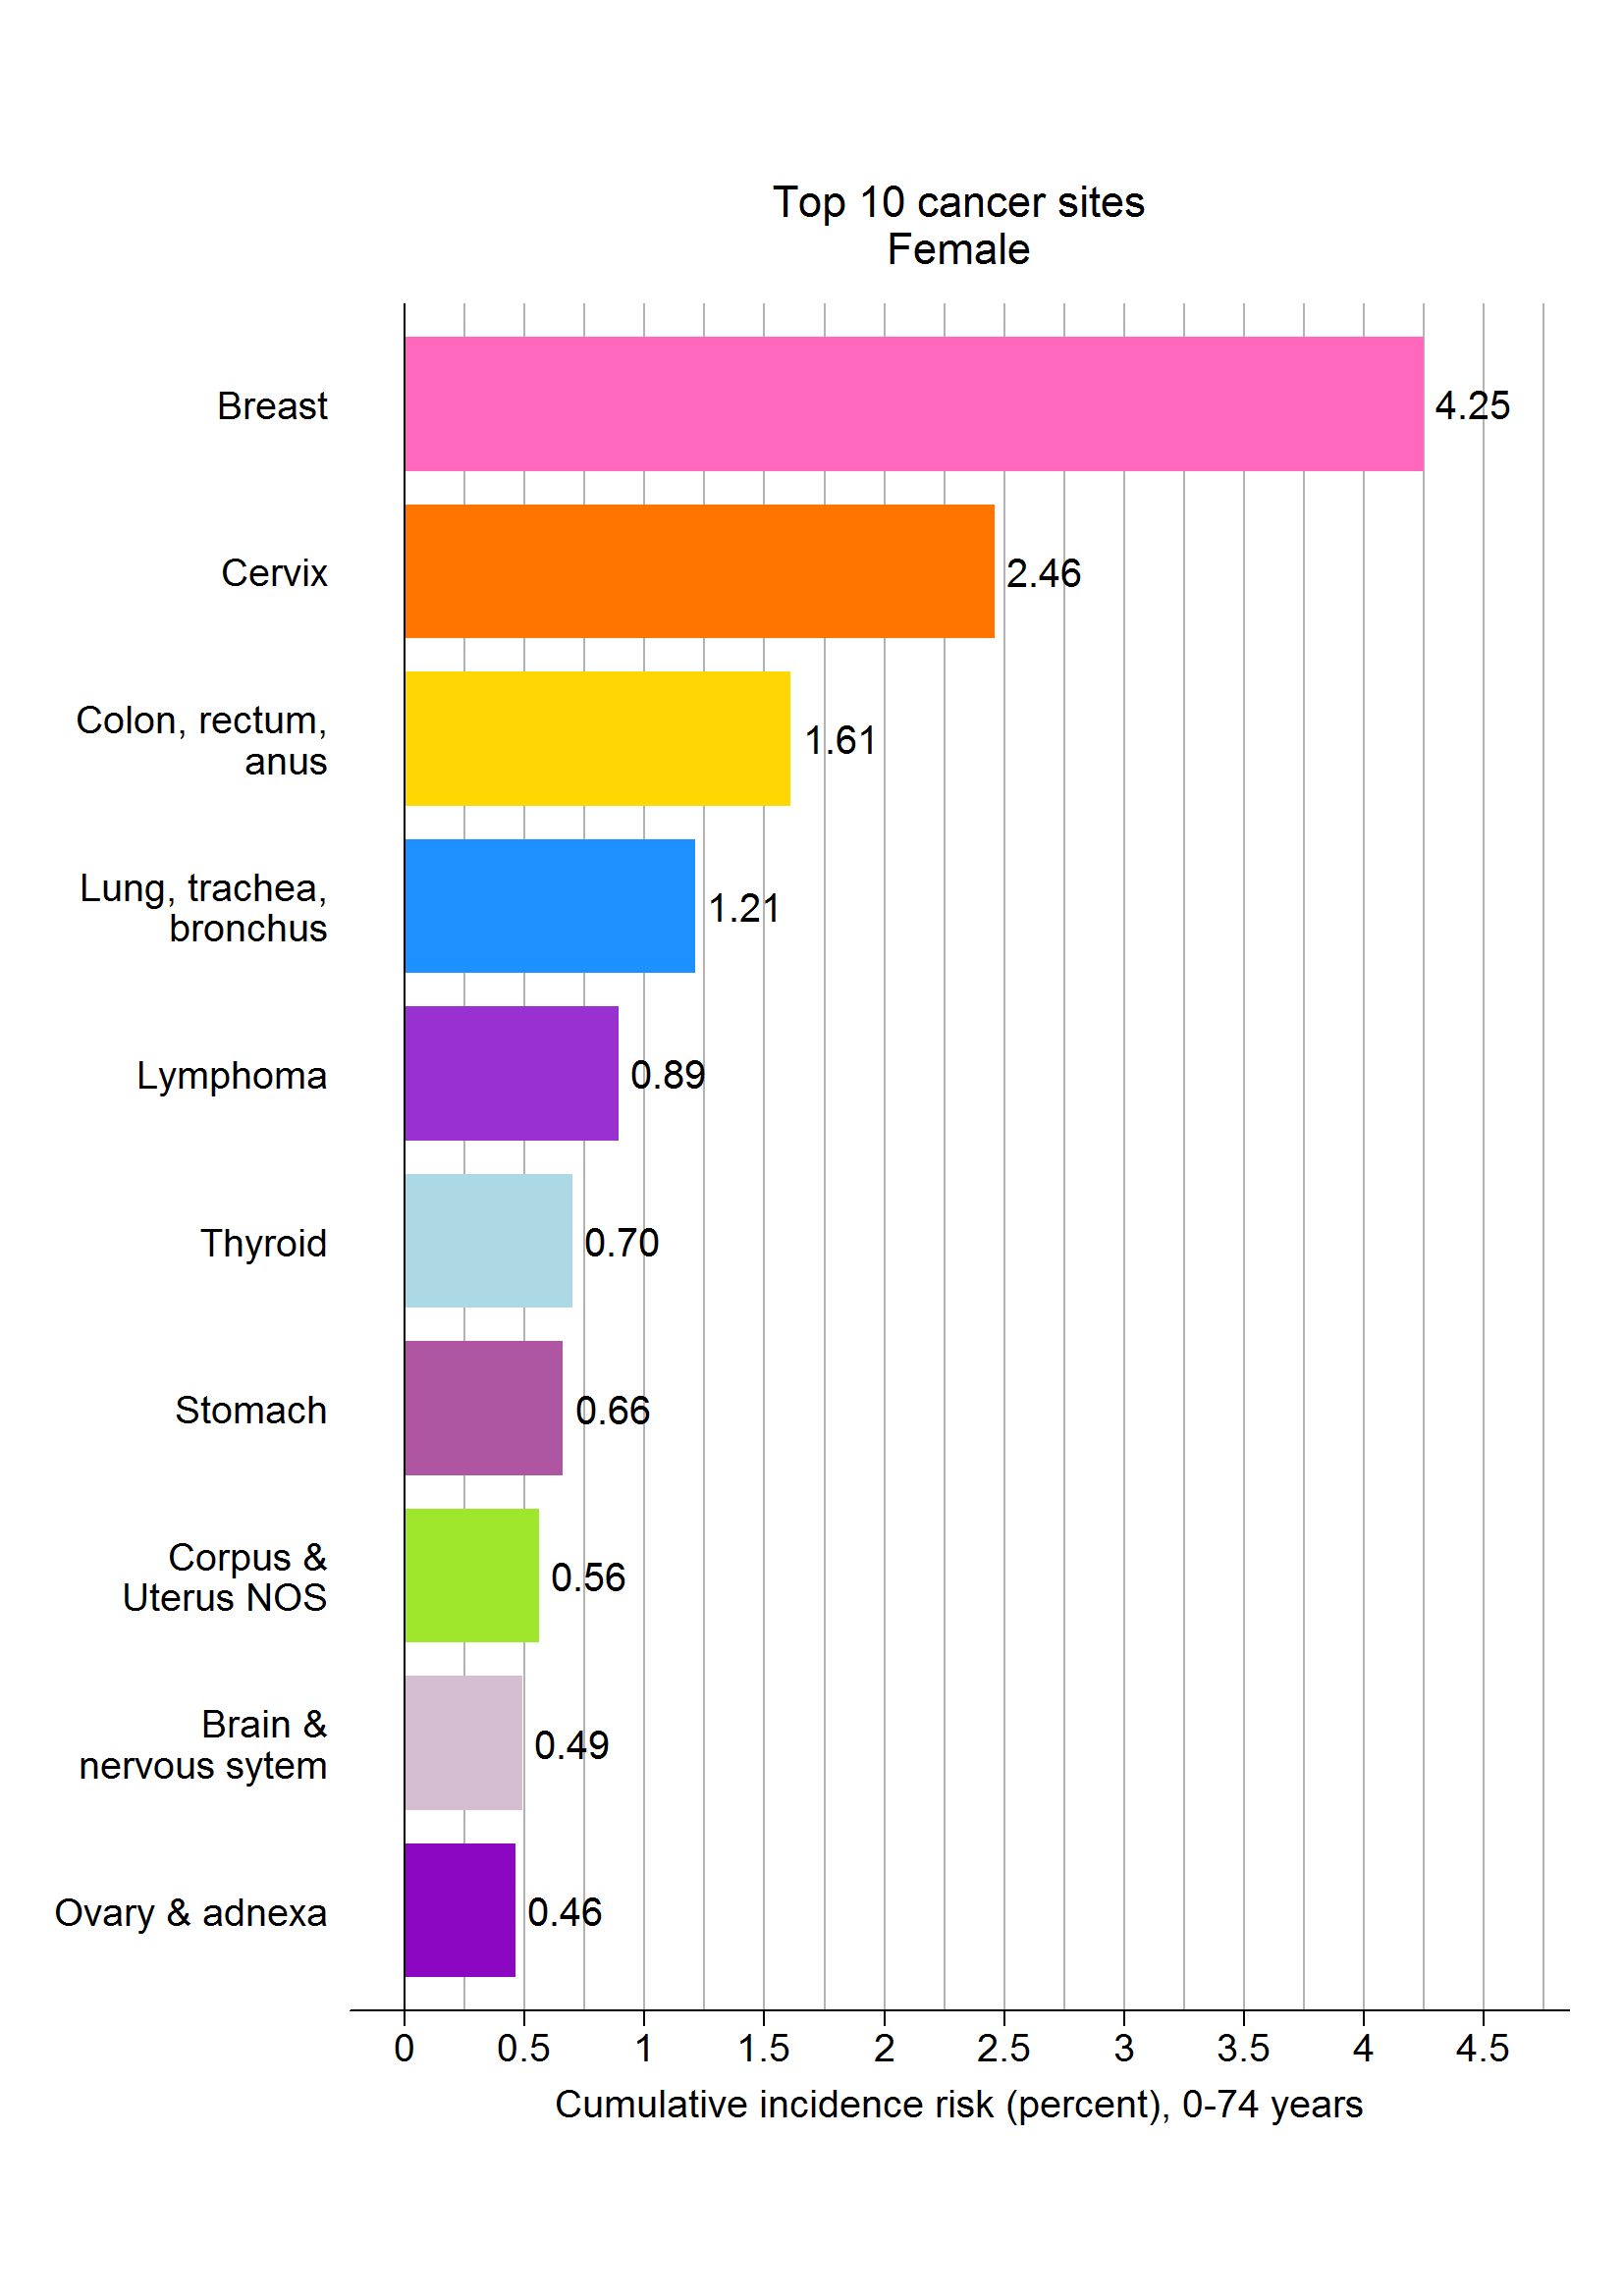 Top 10 cancer sites
Female
Breast
4.25
Cervix
2.46
Colon, rectum,
anus
1.61
Lung, trachea,
bronchus
1.21
Lymphoma
0.89
Thyroid
0.70
Stomach
0.66
Corpus &
Uterus NOS
0.56
Brain &
nervous sytem
0.49
Ovary & adnexa
0.46
0 0.5 1 1.5 2 2.5 3 3.5 4 4.5
Cumulative incidence risk (percent), 0-74 years